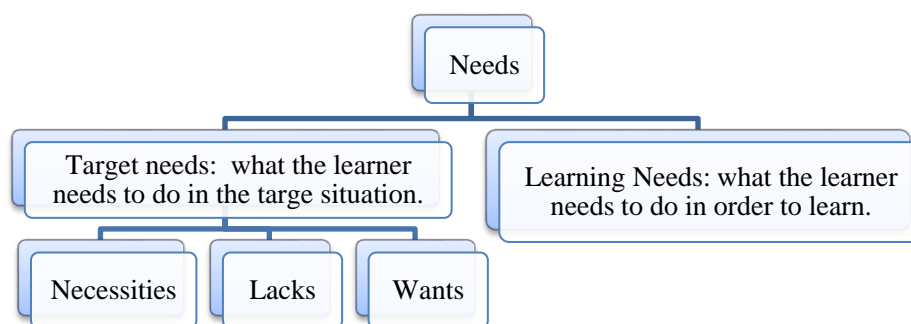 Needs
Target needs:  what the learner
needs to do in the targe situation.
Learning Needs: what the learner
needs to do in order to learn.
Necessities
Lacks
Wants